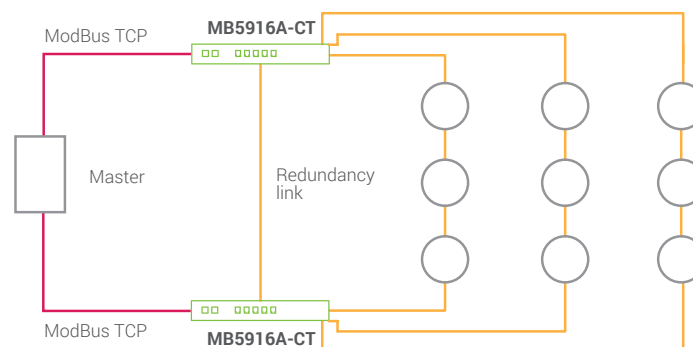 MB5916A-CT
ModBus TCP
Master
Redundancy
link
ModBus TCP
MB5916A-CT